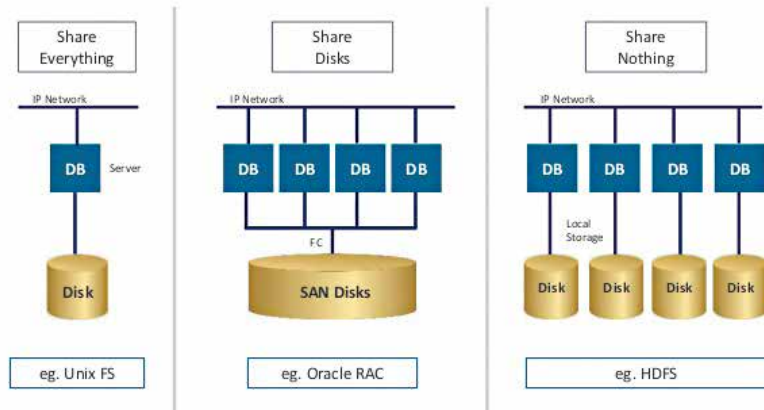 Share
Everything
Share
Disks
Share
Nothing
IP Network
IP Network
IP Network
DB
Server
DB
DB
DB
DB
DB
DB
DB
DB
FC
Local
Storage
Disk
SAN Disks
Disk
Disk
Disk
Disk
eg. Unix FS
eg. Oracle RAC
eg. HDFS